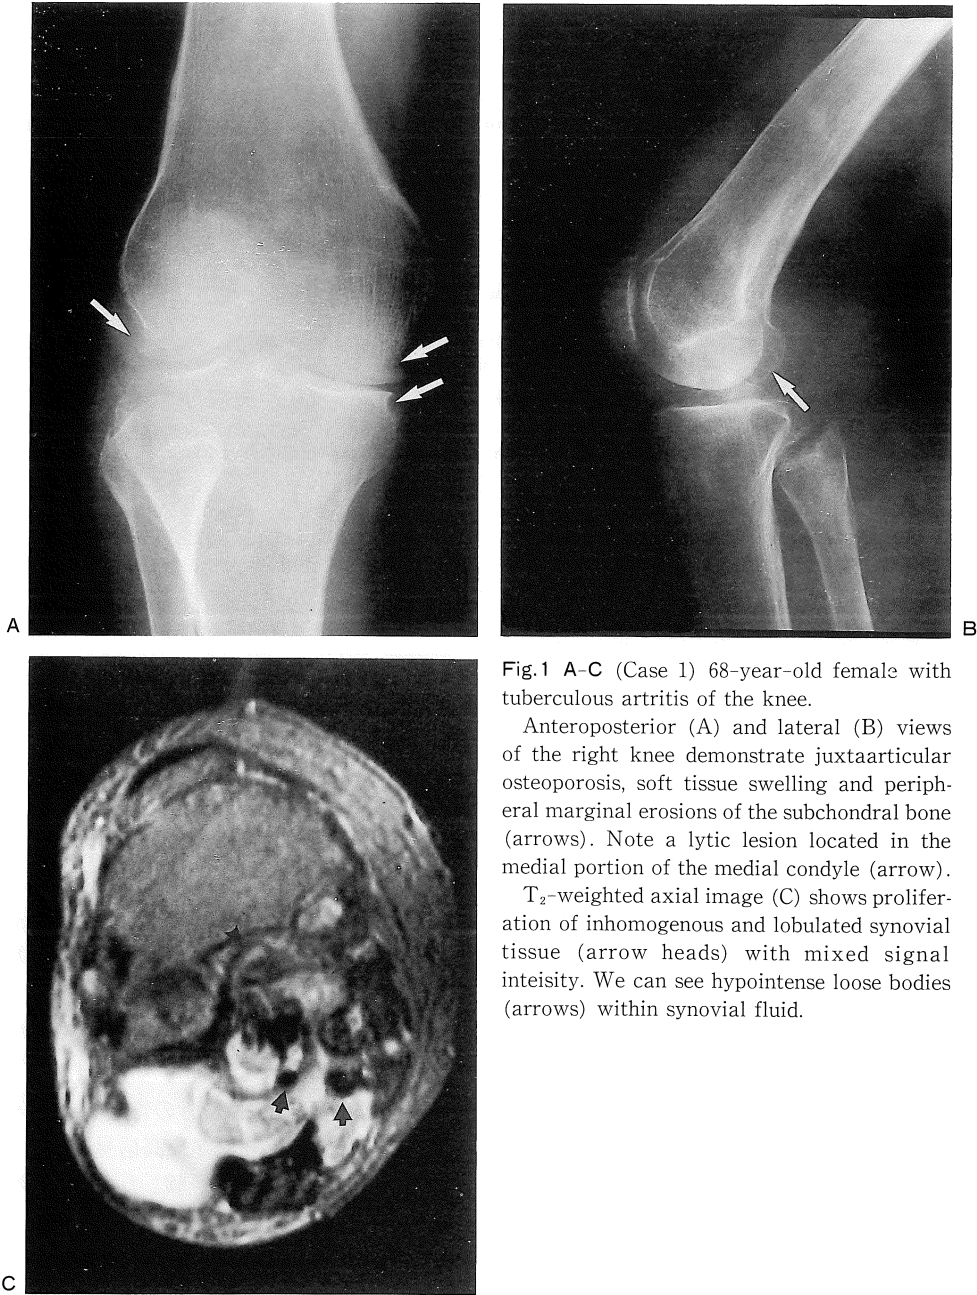 A
B
Fig.1 A-C (Case 1) 68-year-old female with
tuberculous artritis of the knee.
Anteroposterior (A) and lateral (B) views
of the right knee demonstrate juxtaarticular
osteoporosis, soft tissue swelling and periph-
eral marginal erosions of the subchondral bone
(arrows). Note a lytic lesion located in the
medial portion of the medial condyle (arrow).
T₂-weighted axial image (C) shows prolifer-
ation of inhomogenous and lobulated synovial
tissue (arrow heads) with mixed signal
inteisity. We can see hypointense loose bodies
(arrows) within synovial fluid.
C